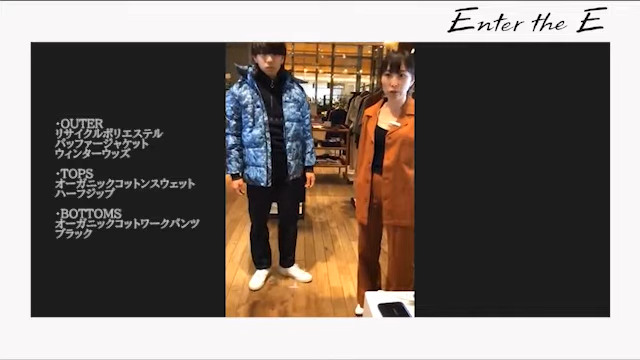 Enter the E
・OUTER
リサイクルポリエステル
パッファージャケット
ウィンターウッズ
・TOPS
オーガニックコットンスウェット
ハーフジップ
・BOTTOMS
オーガニックコットワークパンツ
ブラック